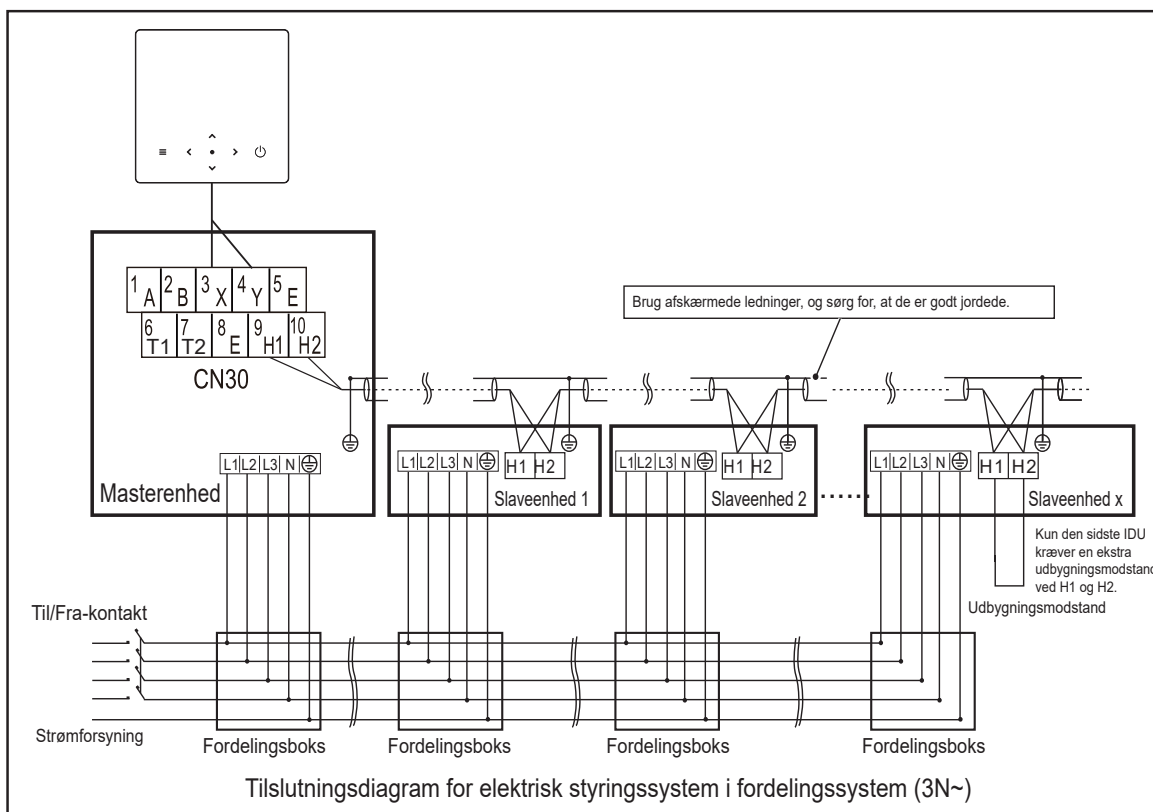 1 A 2 B 3 X 4 Y 5 E
6 T1 7 T2 8 E 9 H1 10 H2
CN30
Brug afskærmede ledninger, og sørg for, at de er godt jordede.
L1 L2 L3 N
Masterenhed
L1 L2 L3 N
H1 H2
Slaveenhed 1
L1 L2 L3 N
H1 H2
Slaveenhed 2
L1 L2 L3 N
H1 H2
Slaveenhed x
Kun den sidste IDU
kræver en ekstra
udbygningsmodstand
ved H1 og H2.
Udbygningsmodstand
Til/Fra-kontakt
Strømforsyning
Fordelingsboks
Fordelingsboks
Fordelingsboks
Fordelingsboks
Tilslutningsdiagram for elektrisk styringssystem i fordelingssystem (3N~)